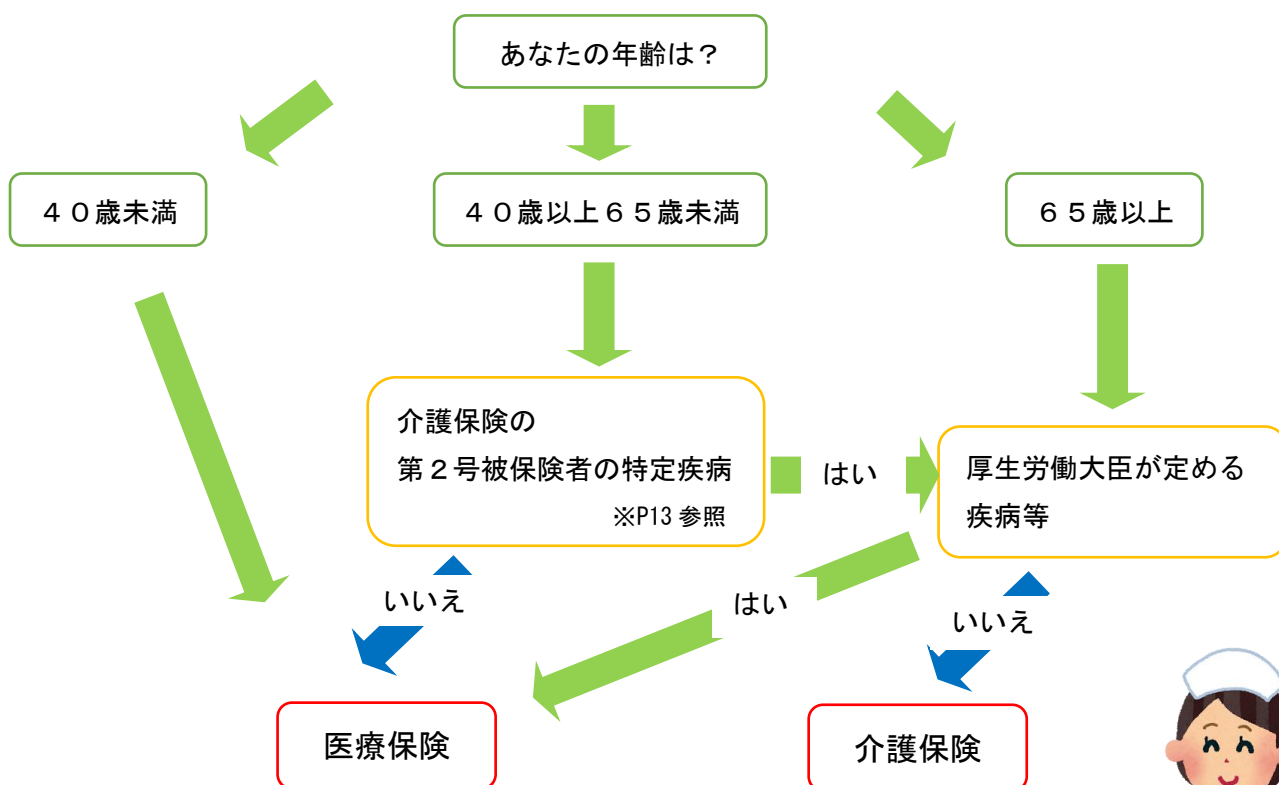 あなたの年齢は？
４０歳未満
４０歳以上６５歳未満
６５歳以上
介護保険の
第２号被保険者の特定疾病
※P13 参照
はい
厚生労働大臣が定める
疾病等
いいえ
はい
いいえ
医療保険
介護保険